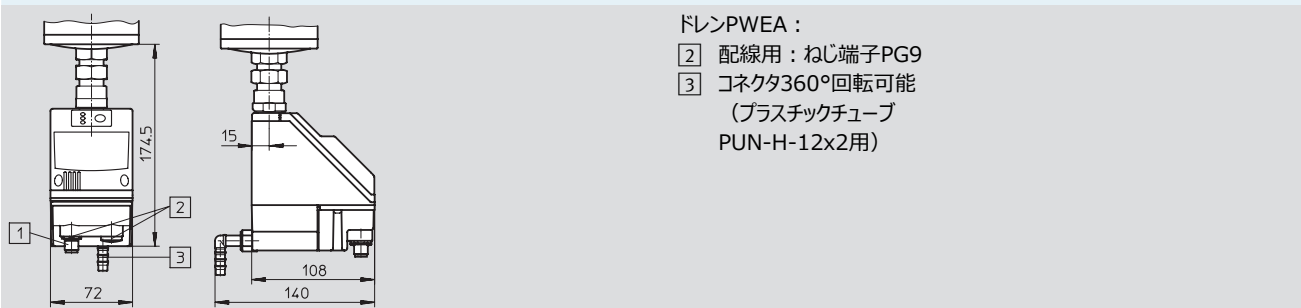 ドレンPWEA：
2 配線用：ねじ端子PG9
3 コネクタ360°回転可能
（プラスチックチューブ
PUN-H-12x2用）
174.5
15
2
1
3
108
72
140